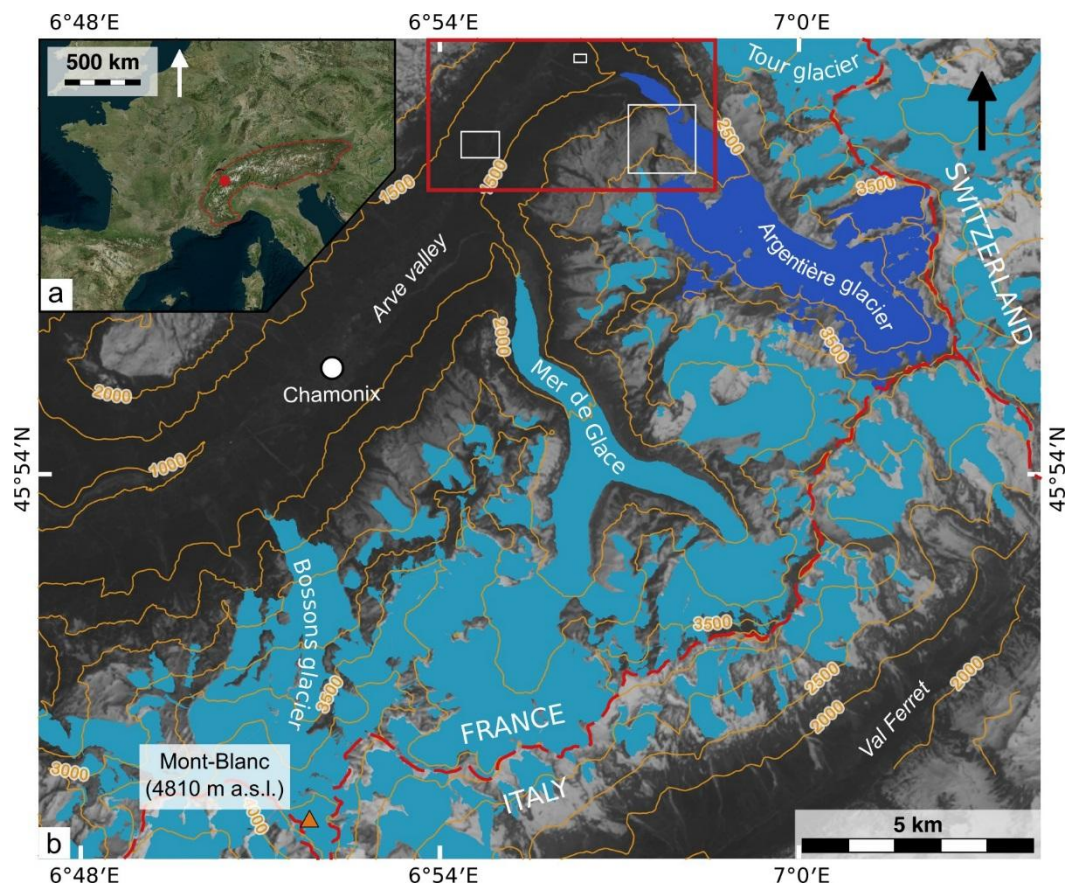 6°48′E
6°54′E
7°0′E
500 km
a
Tour glacier
2500
3500
SWITZERLAND
1500
1500
Argentière glacier
Arve valley
2000
3500
2000
Chamonix
Mer de Glace
45°54′N
45°54′N
1000
Bossons glacier
3500
3500
2500
2000
2000
Val Ferret
FRANCE
ITALY
3000
Mont-Blanc
(4810 m a.s.l.)
4000
5 km
b
6°48′E
6°54′E
7°0′E